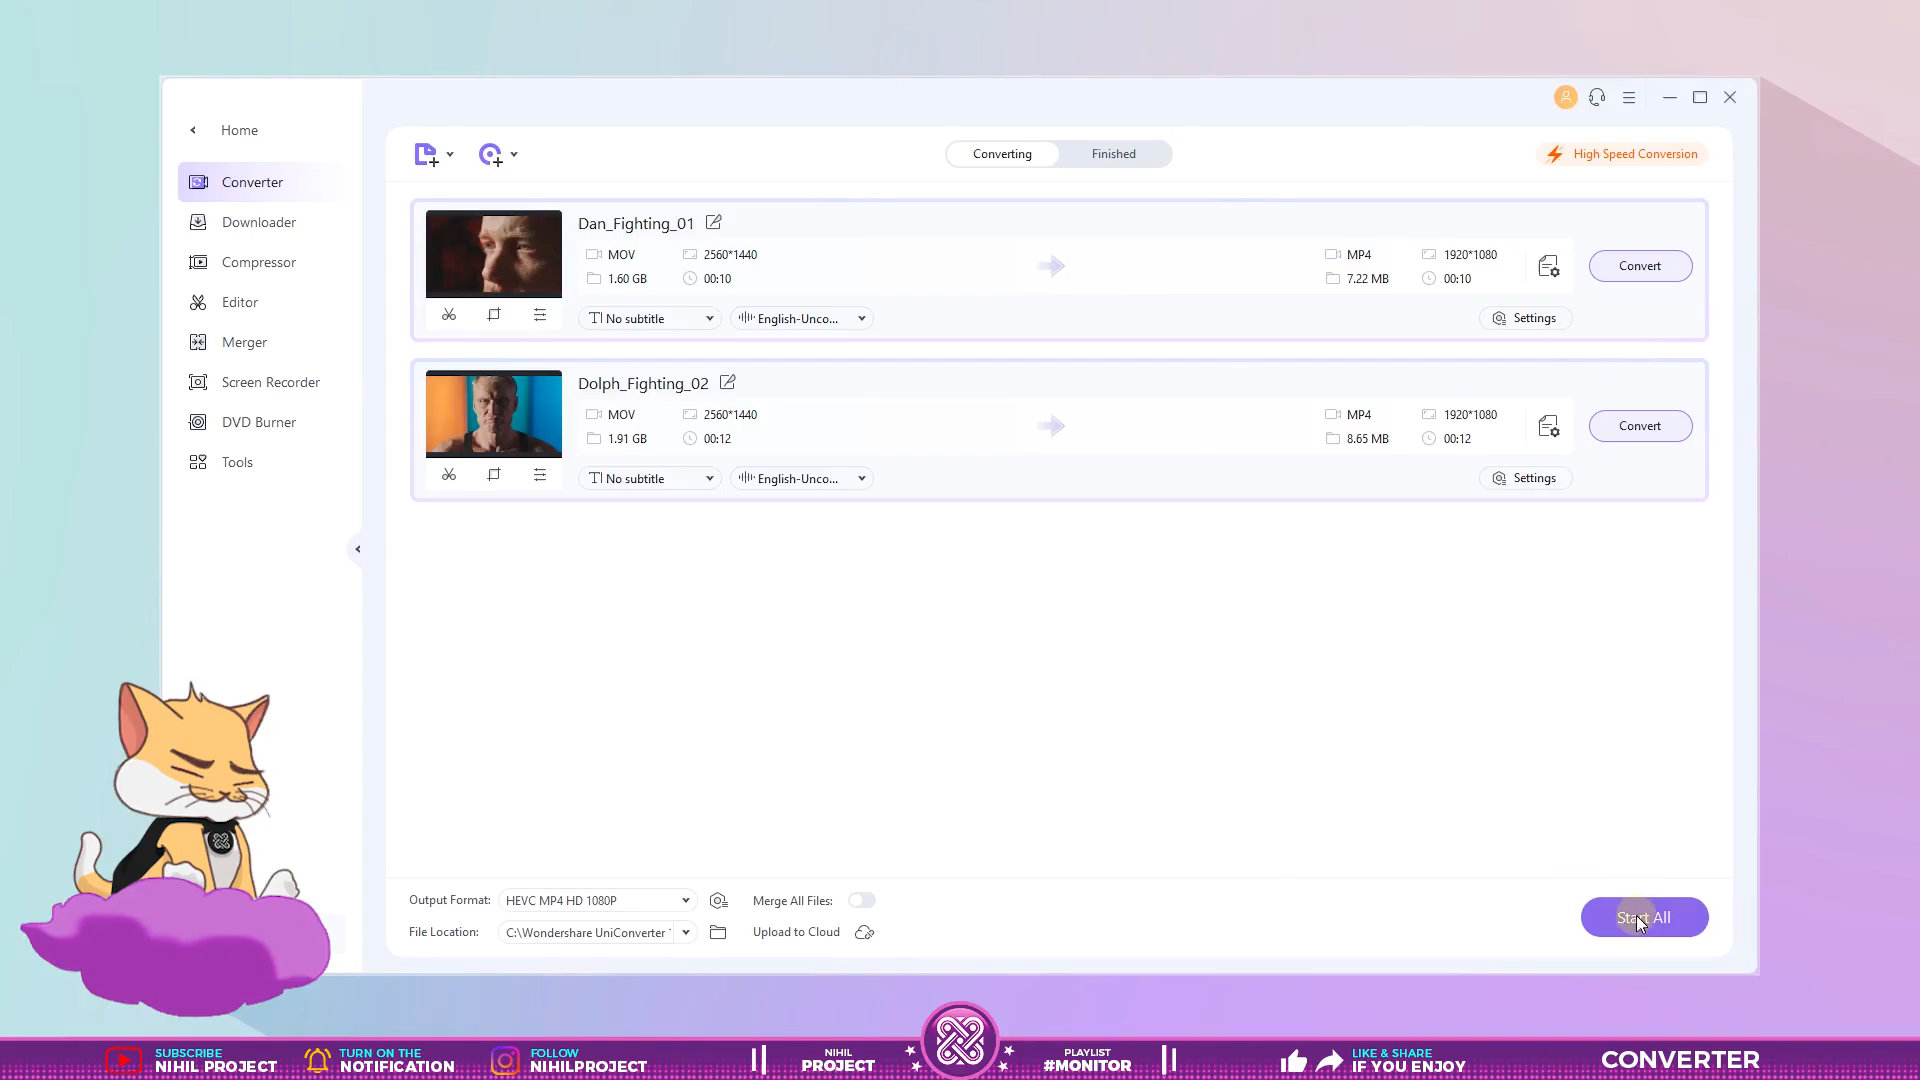 Home
Converter
Downloader
Compressor
Editor
Merger
Screen Recorder
DVD Burner
Tools
Converting
Finished
High Speed Conversion
Dan_Fighting_01
MOV
2560*1440
1.60 GB
00:10
MP4
1920*1080
7.22 MB
00:10
Convert
No subtitle
English-Unco...
Settings
Dolph_Fighting_02
MOV
2560*1440
1.91 GB
00:12
MP4
1920*1080
8.65 MB
00:12
Convert
No subtitle
English-Unco...
Settings
Output Format:
HEVC MP4 HD 1080P
Merge All Files:
File Location:
C:\Wondershare UniConverter
Upload to Cloud
Start All
SUBSCRIBE
NIHIL PROJECT
TURN ON THE
NOTIFICATION
FOLLOW
NIHILPROJECT
NIHIL
PROJECT
PLAYLIST
#MONITOR
LIKE & SHARE
IF YOU ENJOY
CONVERTER